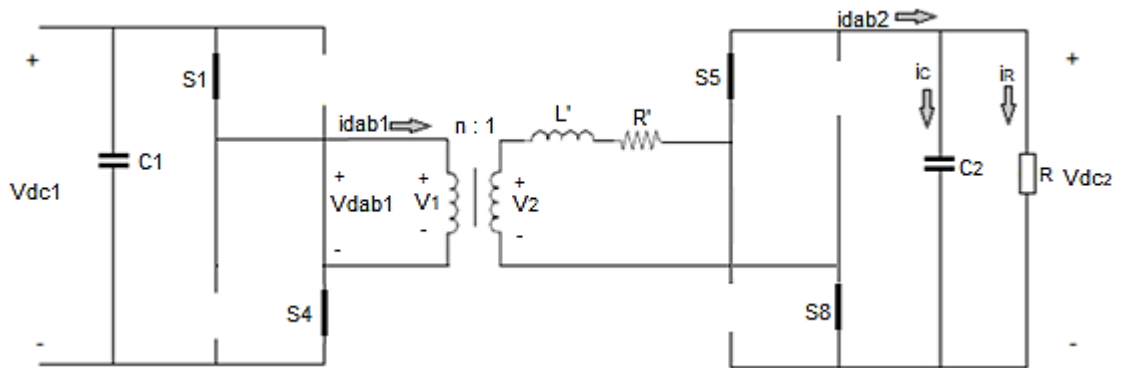 idab2
+
S1
S5
iC
iR
+
idab1
n : 1
L'
R'
C1
C2
R
Vdc1
+
Vdab1
-
+
V1
-
+
V2
-
Vdc2
S4
S8
-
-